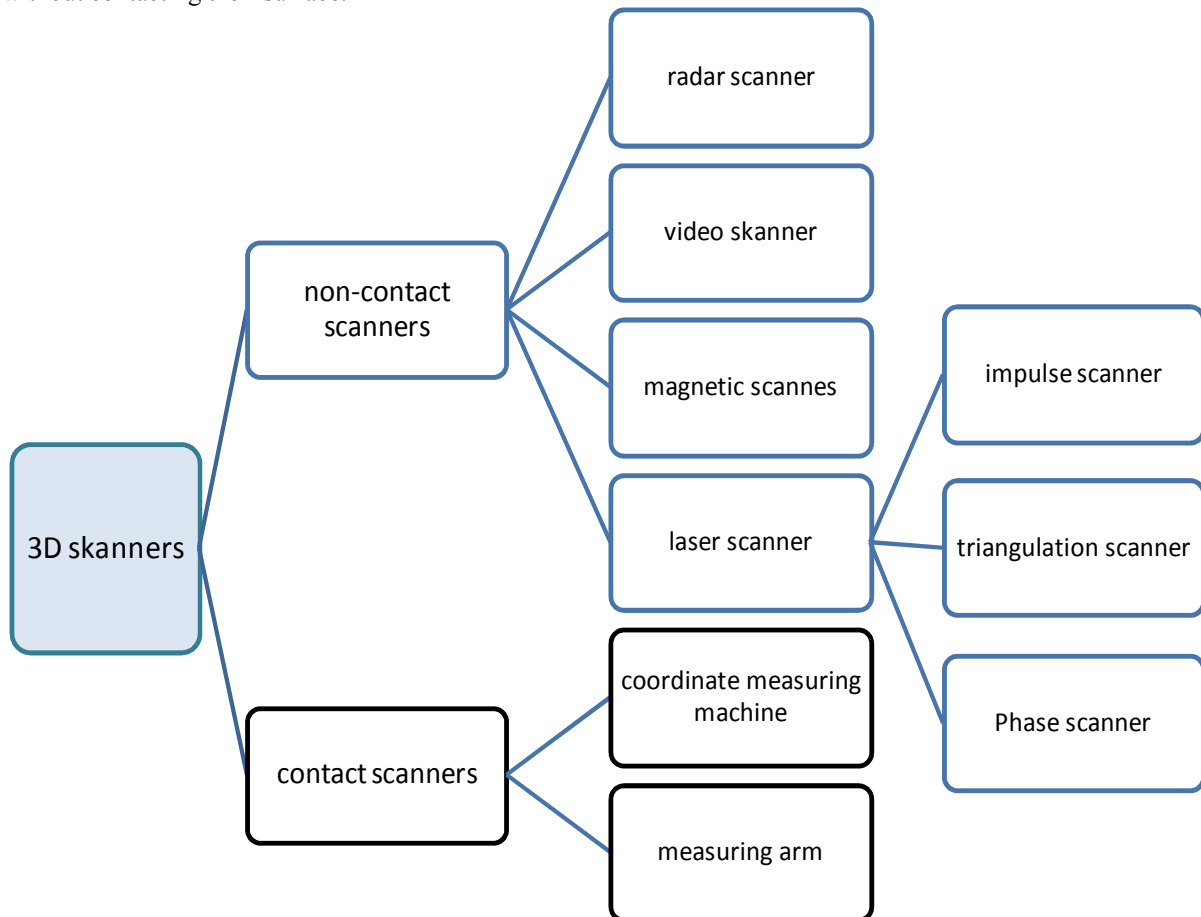 radar scanner
video skanner
non-contact
scanners
magnetic scannes
impulse scanner
3D skanners
laser scanner
triangulation scanner
coordinate measuring
machine
Phase scanner
contact scanners
measuring arm